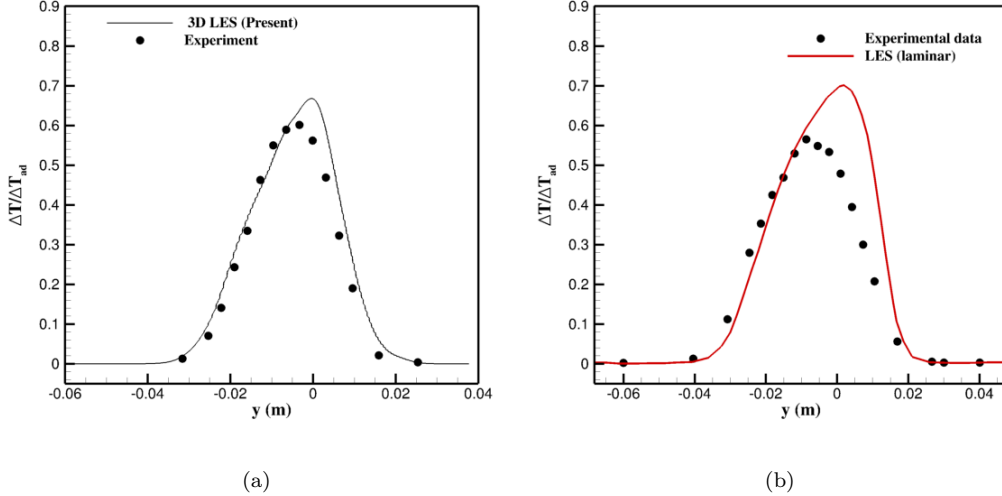 0.9
0.8
0.7
0.6
0.5
0.4
0.3
0.2
0.1
0
ΔT/ΔT_ad
3D LES (Present)
Experiment
-0.06 -0.04 -0.02 0 0.02 0.04
y (m)
(a)
0.9
0.8
0.7
0.6
0.5
0.4
0.3
0.2
0.1
0
ΔT/ΔT_ad
Experimental data
LES (laminar)
-0.06 -0.04 -0.02 0 0.02 0.04
y (m)
(b)